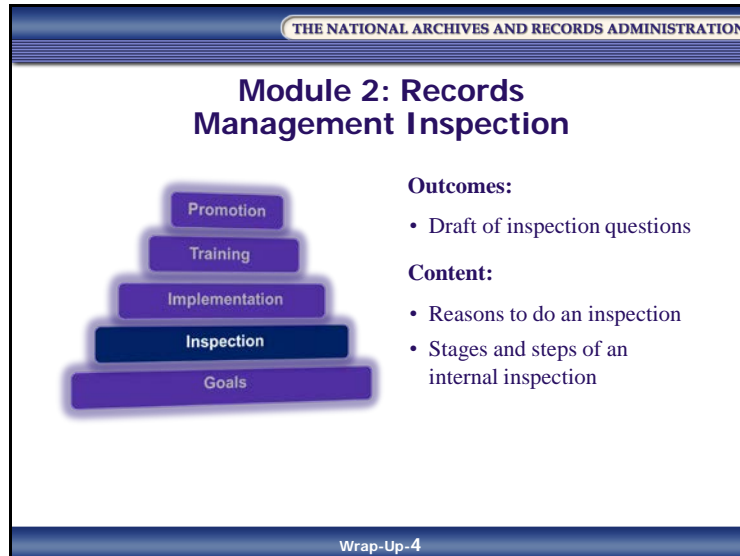 THE NATIONAL ARCHIVES AND RECORDS ADMINISTRATION
Module 2: Records
Management Inspection
Promotion
Training
Implementation
Inspection
Goals
Outcomes:
• Draft of inspection questions
Content:
• Reasons to do an inspection
• Stages and steps of an
internal inspection
Wrap-Up-4